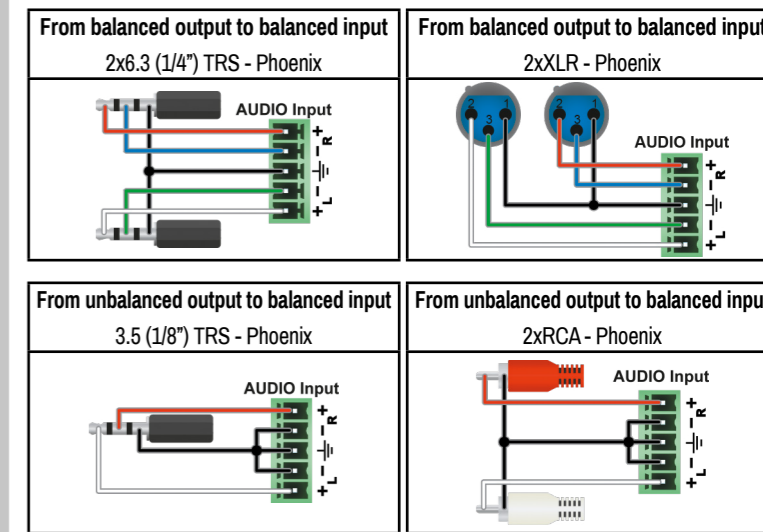 From balanced output to balanced input
2x6.3 (1/4”) TRS - Phoenix
AUDIO Input
+
R
-
-
L
+
From balanced output to balanced input
2xXLR - Phoenix
2
1
3
2
1
3
AUDIO Input
+
R
-
-
L
+
From unbalanced output to balanced input
3.5 (1/8”) TRS - Phoenix
AUDIO Input
+
R
-
-
L
+
From unbalanced output to balanced inpu
2xRCA - Phoenix
AUDIO Input
+
R
-
-
L
+